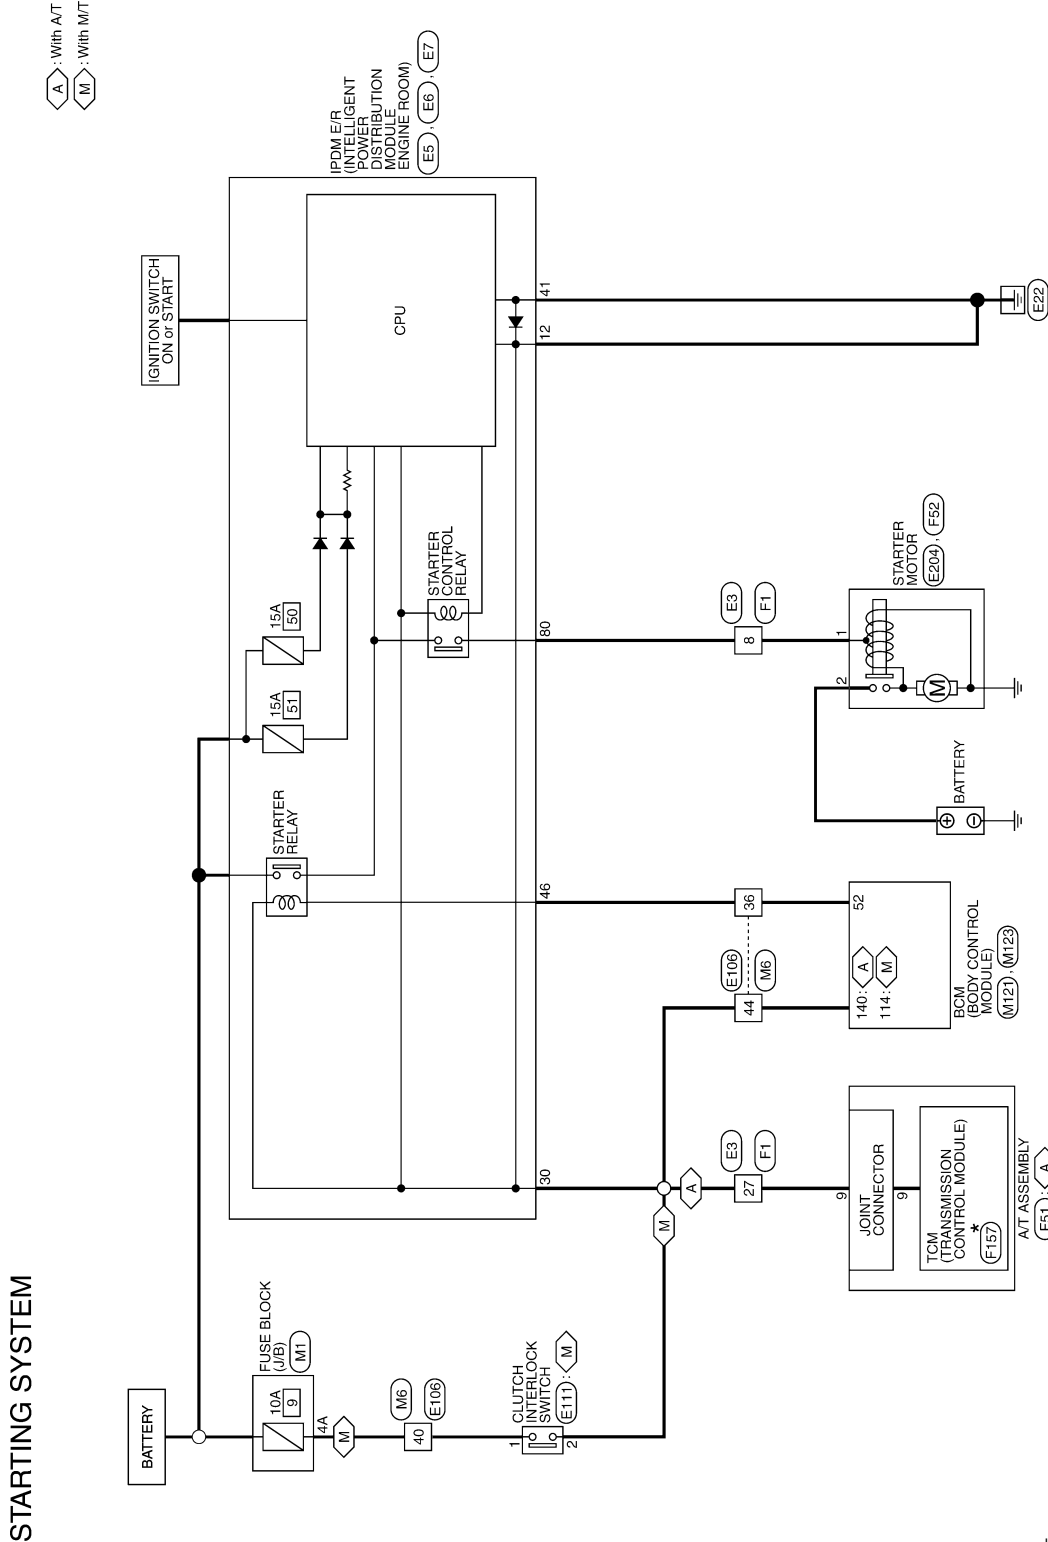 STARTING SYSTEM
A : With A/T
M : With M/T
BATTERY
IGNITION SWITCH
ON or START
FUSE BLOCK
(J/B)
M1
10A
9
4A
M
40
M6
E106
1
2
CLUTCH
INTERLOCK
SWITCH
E111 : M
M
A
STARTER
RELAY
15A
51
15A
50
STARTER
CONTROL
RELAY
CPU
IPDM E/R
(INTELLIGENT
POWER
DISTRIBUTION
MODULE
ENGINE ROOM)
E5 , E6 , E7
30
46
80
12
41
27
E3
F1
44
E106
M6
36
8
E3
F1
9
JOINT
CONNECTOR
9
TCM
(TRANSMISSION
CONTROL MODULE)
*
F157
A/T ASSEMBLY
F51 : A
140: A
114: M
52
BCM
(BODY CONTROL
MODULE)
M121 , M123
BATTERY
2
1
M
STARTER
MOTOR
E204 , F52
E22